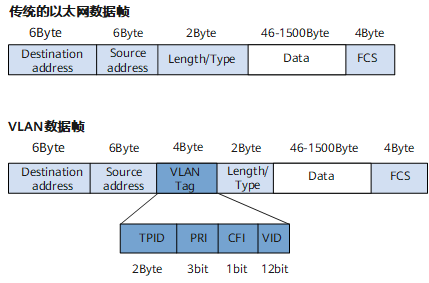 传统的以太网数据帧
6Byte 6Byte 2Byte 46-1500Byte 4Byte
Destination address Source address Length/Type Data FCS
VLAN数据帧
6Byte 6Byte 4Byte 2Byte 46-1500Byte 4Byte
Destination address Source address VLAN Tag Length/Type Data FCS
TPID PRI CFI VID
2Byte 3bit 1bit 12bit